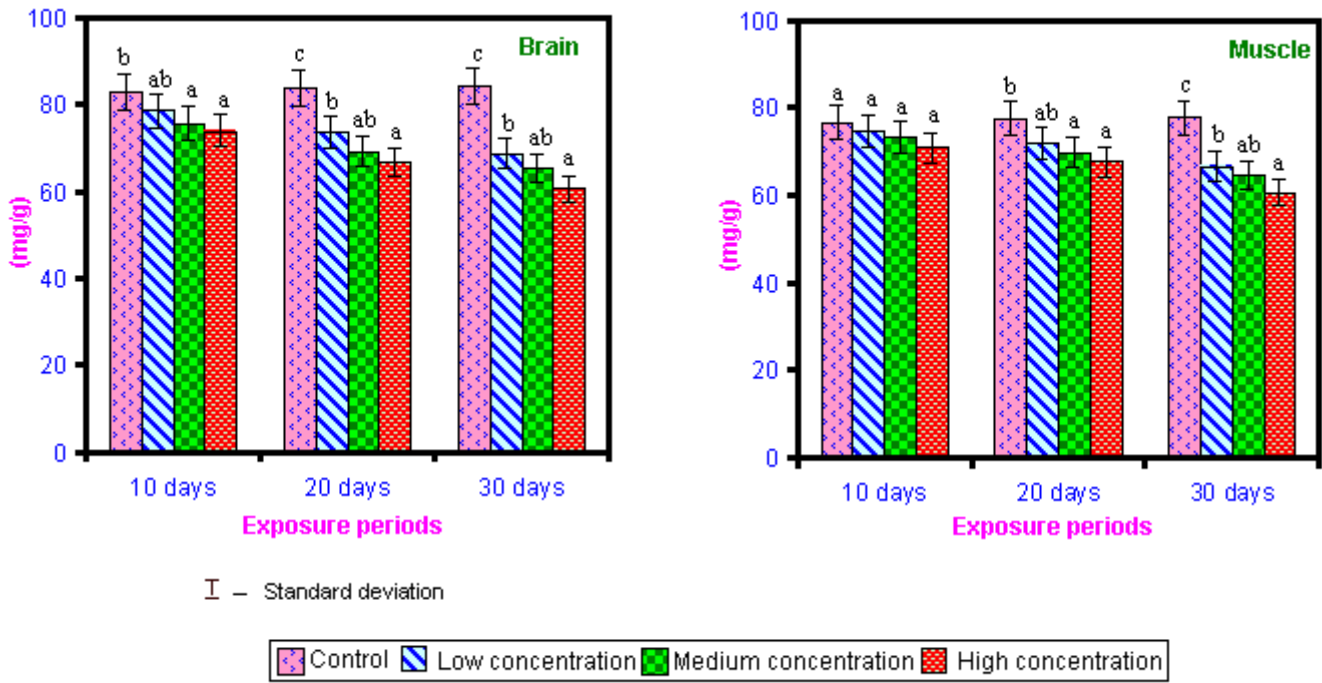 100
80
60
40
20
0
(mg/g)
Brain
b ab a a
c b ab a
c b ab a
10 days 20 days 30 days
Exposure periods
100
80
60
40
20
0
(mg/g)
Muscle
a a a a
b ab a a
c b ab a
10 days 20 days 30 days
Exposure periods
– Standard deviation
Control Low concentration Medium concentration High concentration